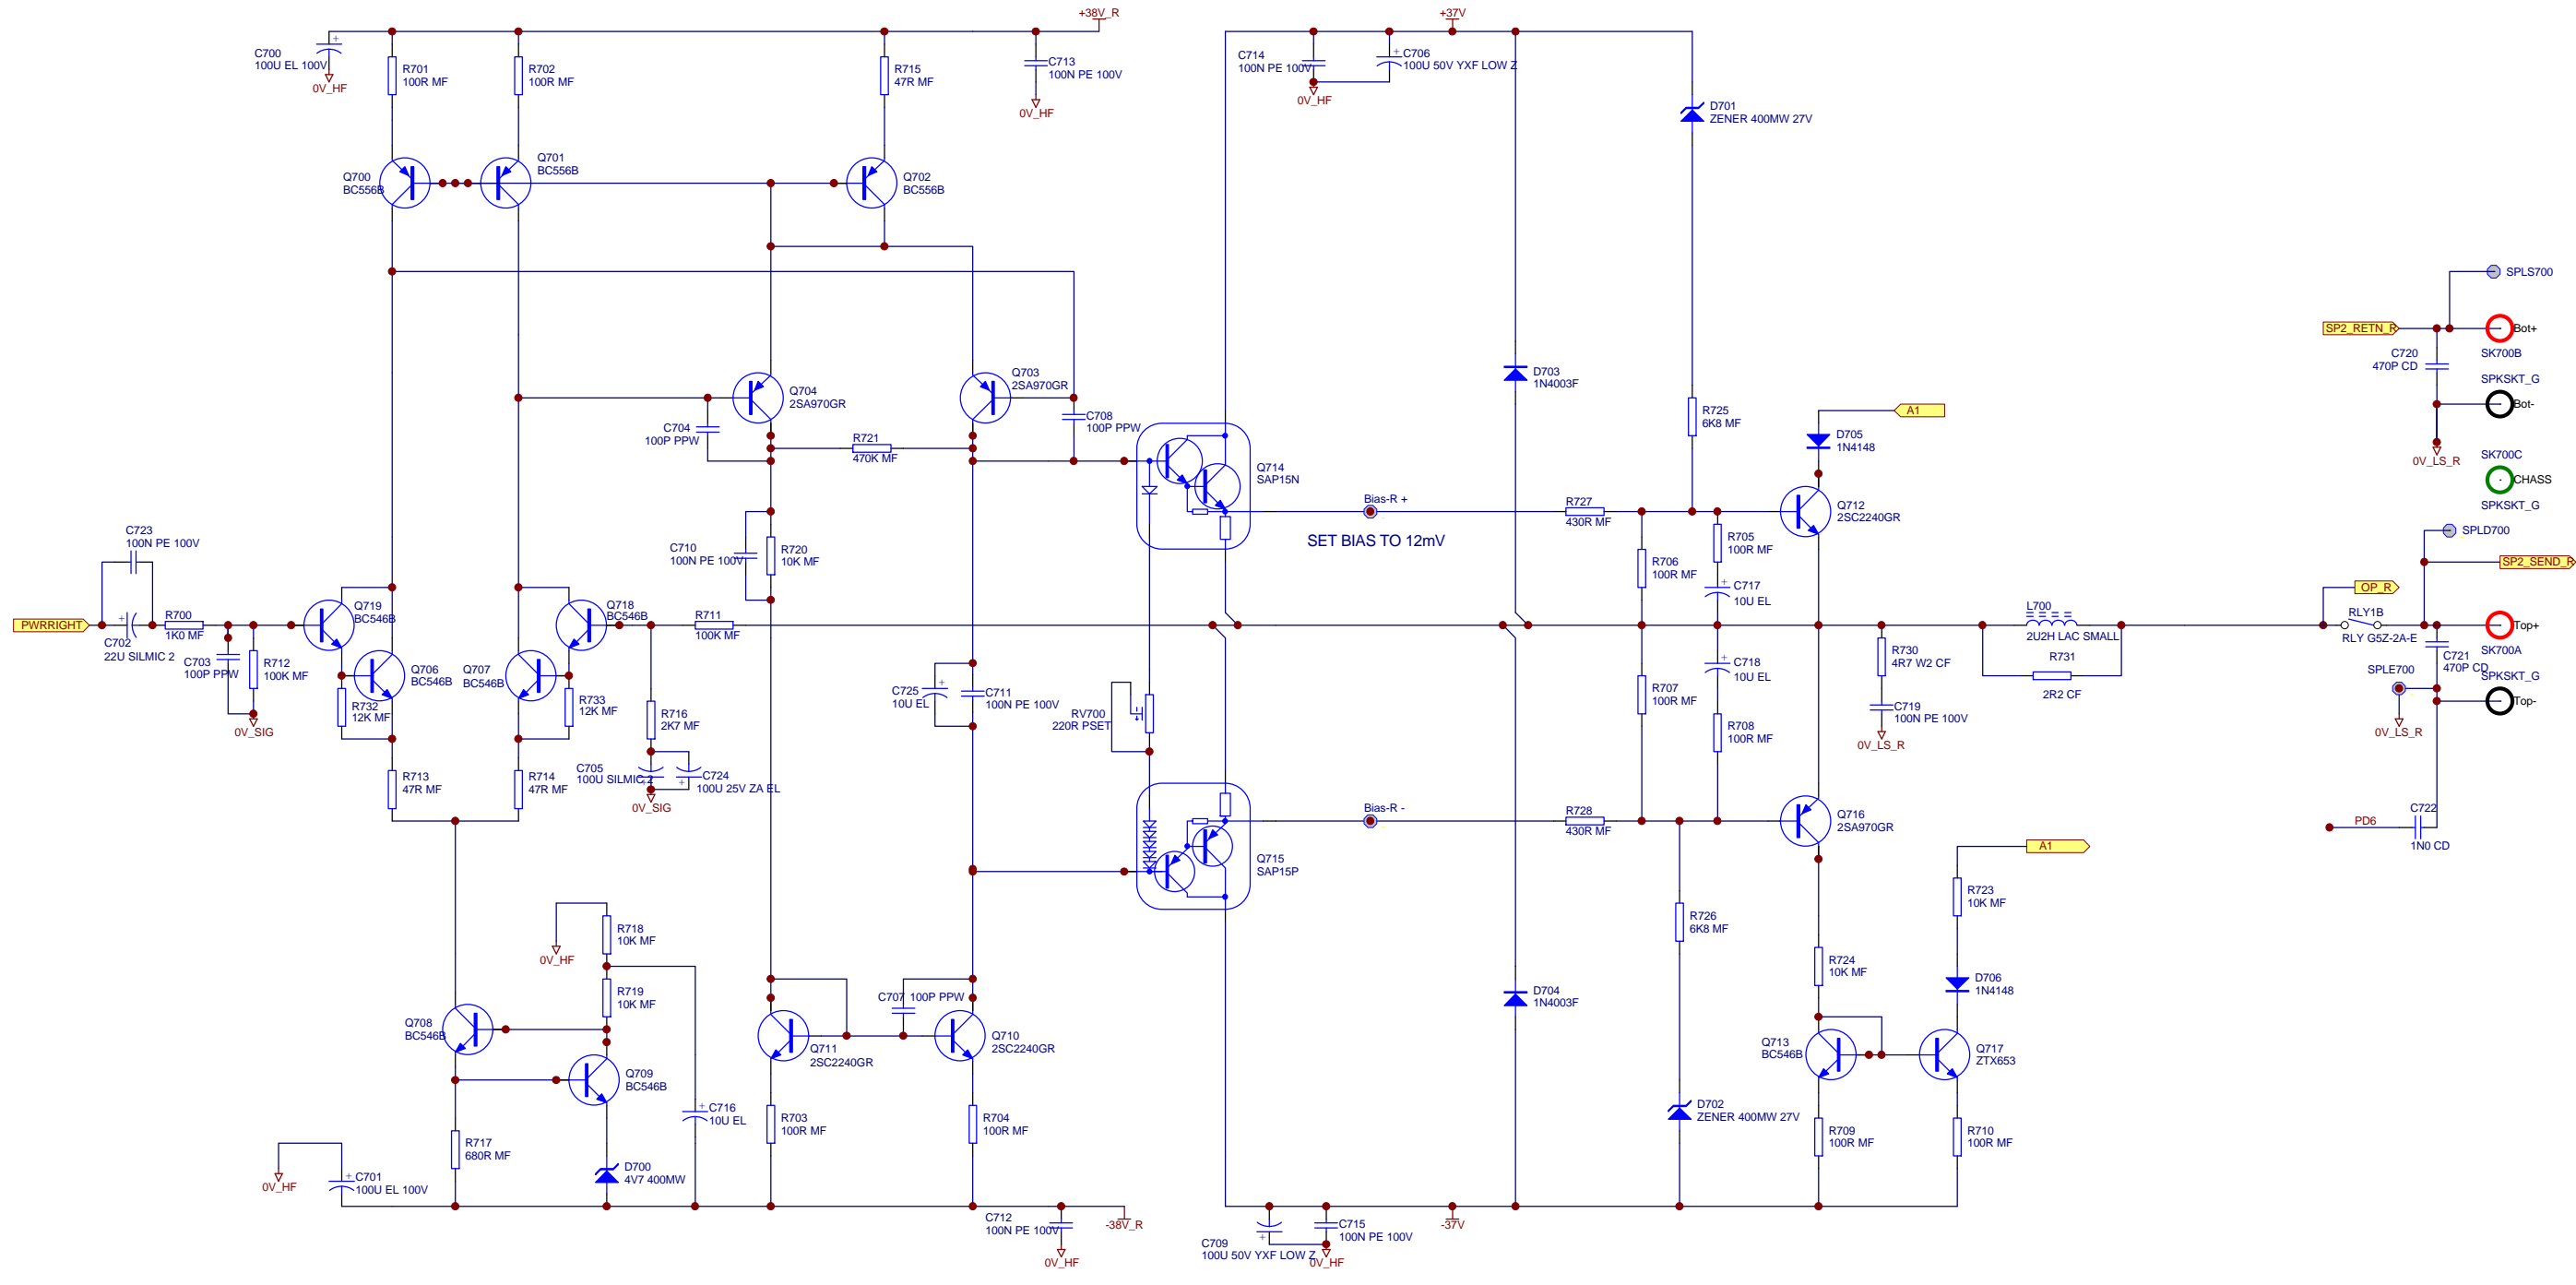 +38V_R
+37V
C700
100U EL 100V
0V_HF
R701
100R MF
R702
100R MF
R715
47R MF
C713
100N PE 100V
0V_HF
C714
100N PE 100V
C706
100U 50V YXF LOW Z
0V_HF
D701
ZENER 400MW 27V
Q700
BC556B
Q701
BC556B
Q702
BC556B
SPLS700
SP2_RETN_R
Bot+
SK700B
C720
470P CD
SPKSKT_G
Bot-
0V_LS_R
SK700C
CHASS
SPKSKT_G
Q704
2SA970GR
Q703
2SA970GR
D703
1N4003F
C704
100P PPW
R721
470K MF
C708
100P PPW
R725
6K8 MF
A1
D705
1N4148
Q714
SAP15N
Bias-R +
SET BIAS TO 12mV
R727
430R MF
Q712
2SC2240GR
C710
100N PE 100V
R720
10K MF
R705
100R MF
R706
100R MF
C717
10U EL
C723
100N PE 100V
PWRRIGHT
C702
22U SILMIC 2
R700
1K0 MF
C703
100P PPW
R712
100K MF
0V_SIG
Q719
BC546B
Q718
BC546B
R711
100K MF
Q706
BC546B
Q707
BC546B
R732
12K MF
R733
12K MF
R716
2K7 MF
R713
47R MF
R714
47R MF
C705
100U SILMIC 2
C724
100U 25V ZA EL
0V_SIG
C725
10U EL
C711
100N PE 100V
RV700
220R PSET
R707
100R MF
C718
10U EL
R708
100R MF
R730
4R7 W2 CF
C719
100N PE 100V
0V_LS_R
L700
2U2H LAC SMALL
R731
2R2 CF
SPLD700
SP2_SEND_R
OP_R
RLY1B
RLY G5Z-2A-E
Top+
SK700A
C721
470P CD
SPLE700
SPKSKT_G
Top-
0V_LS_R
C722
1N0 CD
PD6
Q715
SAP15P
Bias-R -
R728
430R MF
Q716
2SA970GR
A1
R723
10K MF
R726
6K8 MF
R724
10K MF
D706
1N4148
R718
10K MF
0V_HF
R719
10K MF
Q708
BC546B
Q709
BC546B
C707 100P PPW
Q711
2SC2240GR
Q710
2SC2240GR
D704
1N4003F
Q713
BC546B
Q717
ZTX653
C716
10U EL
R703
100R MF
R704
100R MF
D702
ZENER 400MW 27V
R709
100R MF
R710
100R MF
R717
680R MF
D700
4V7 400MW
0V_HF
C701
100U EL 100V
C712
100N PE 100V
0V_HF
-38V_R
C709
100U 50V YXF LOW Z
C715
100N PE 100V
0V_HF
-37V